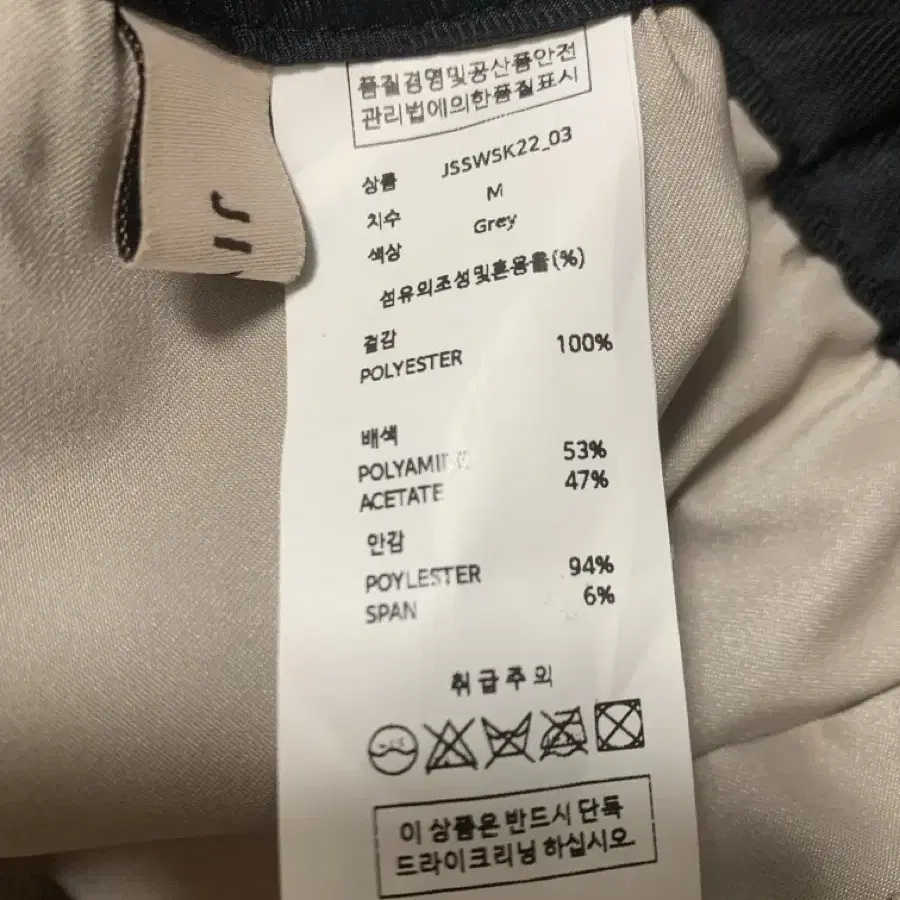 품질경영및공산품안전
관리법에의한품질표시
상품 JSSWSK22_03
치수 M
색상 Grey
섬유의조성및혼용율(%)
겉감
POLYESTER 100%
배색
POLYAMIDE 53%
ACETATE 47%
안감
POYLESTER 94%
SPAN 6%
취급주의
이 상품은 반드시 단독
드라이크리닝 하십시오.